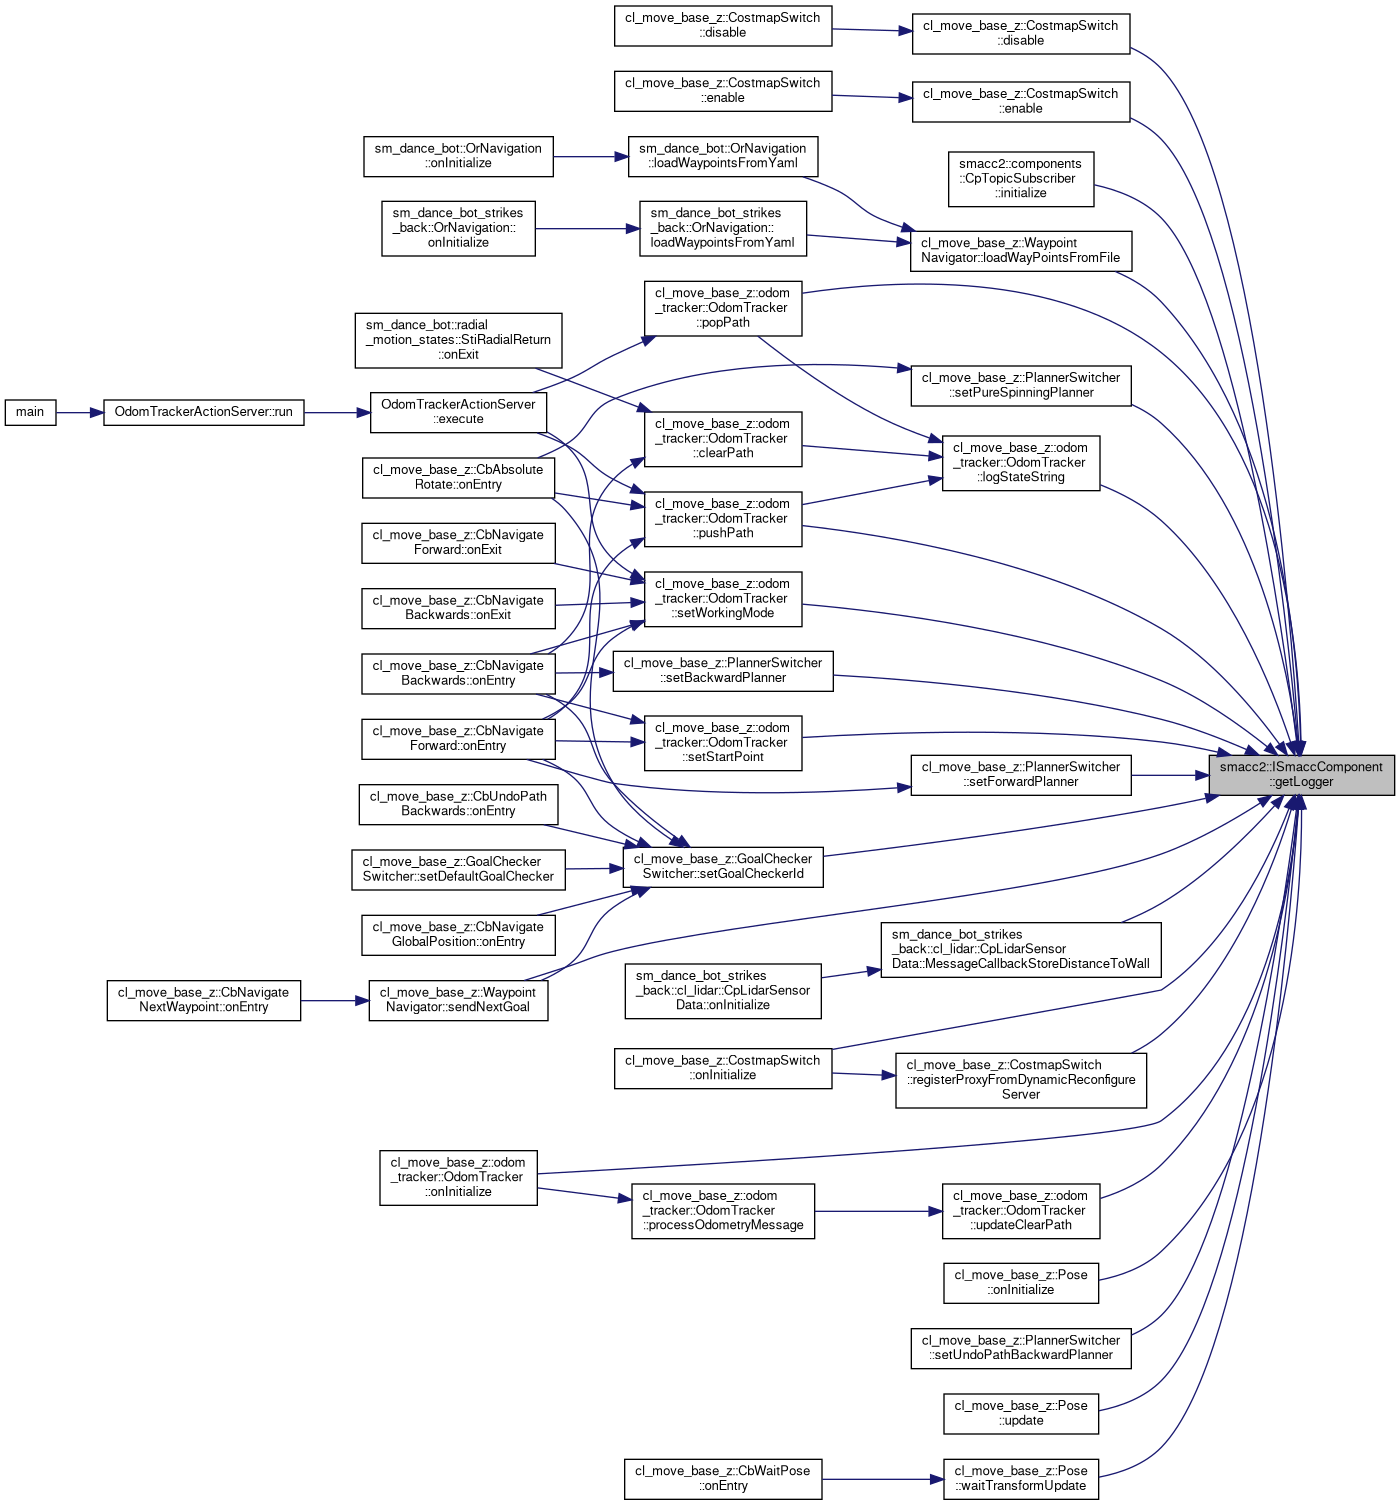 cl_move_base_z::CostmapSwitch
::disable
cl_move_base_z::CostmapSwitch
::disable
cl_move_base_z::CostmapSwitch
::enable
cl_move_base_z::CostmapSwitch
::enable
sm_dance_bot::OrNavigation
::onInitialize
sm_dance_bot::OrNavigation
::loadWaypointsFromYaml
smacc2::components
::CpTopicSubscriber
::initialize
sm_dance_bot_strikes
_back::OrNavigation::
onInitialize
sm_dance_bot_strikes
_back::OrNavigation::
loadWaypointsFromYaml
cl_move_base_z::Waypoint
Navigator::loadWayPointsFromFile
cl_move_base_z::odom
_tracker::OdomTracker
::popPath
sm_dance_bot::radial
_motion_states::StiRadialReturn
::onExit
cl_move_base_z::PlannerSwitcher
::setPureSpinningPlanner
main
OdomTrackerActionServer::run
OdomTrackerActionServer
::execute
cl_move_base_z::odom
_tracker::OdomTracker
::clearPath
cl_move_base_z::odom
_tracker::OdomTracker
::logStateString
cl_move_base_z::CbAbsolute
Rotate::onEntry
cl_move_base_z::odom
_tracker::OdomTracker
::pushPath
cl_move_base_z::CbNavigate
Forward::onExit
cl_move_base_z::odom
_tracker::OdomTracker
::setWorkingMode
cl_move_base_z::CbNavigate
Backwards::onExit
cl_move_base_z::CbNavigate
Backwards::onEntry
cl_move_base_z::PlannerSwitcher
::setBackwardPlanner
cl_move_base_z::CbNavigate
Forward::onEntry
cl_move_base_z::odom
_tracker::OdomTracker
::setStartPoint
cl_move_base_z::PlannerSwitcher
::setForwardPlanner
smacc2::ISmaccComponent
::getLogger
cl_move_base_z::CbUndoPath
Backwards::onEntry
cl_move_base_z::GoalChecker
Switcher::setDefaultGoalChecker
cl_move_base_z::GoalChecker
Switcher::setGoalCheckerId
cl_move_base_z::CbNavigate
GlobalPosition::onEntry
sm_dance_bot_strikes
_back::cl_lidar::CpLidarSensor
Data::MessageCallbackStoreDistanceToWall
sm_dance_bot_strikes
_back::cl_lidar::CpLidarSensor
Data::onInitialize
cl_move_base_z::CbNavigate
NextWaypoint::onEntry
cl_move_base_z::Waypoint
Navigator::sendNextGoal
cl_move_base_z::CostmapSwitch
::onInitialize
cl_move_base_z::CostmapSwitch
::registerProxyFromDynamicReconfigure
Server
cl_move_base_z::odom
_tracker::OdomTracker
::onInitialize
cl_move_base_z::odom
_tracker::OdomTracker
::processOdometryMessage
cl_move_base_z::odom
_tracker::OdomTracker
::updateClearPath
cl_move_base_z::Pose
::onInitialize
cl_move_base_z::PlannerSwitcher
::setUndoPathBackwardPlanner
cl_move_base_z::Pose
::update
cl_move_base_z::CbWaitPose
::onEntry
cl_move_base_z::Pose
::waitTransformUpdate